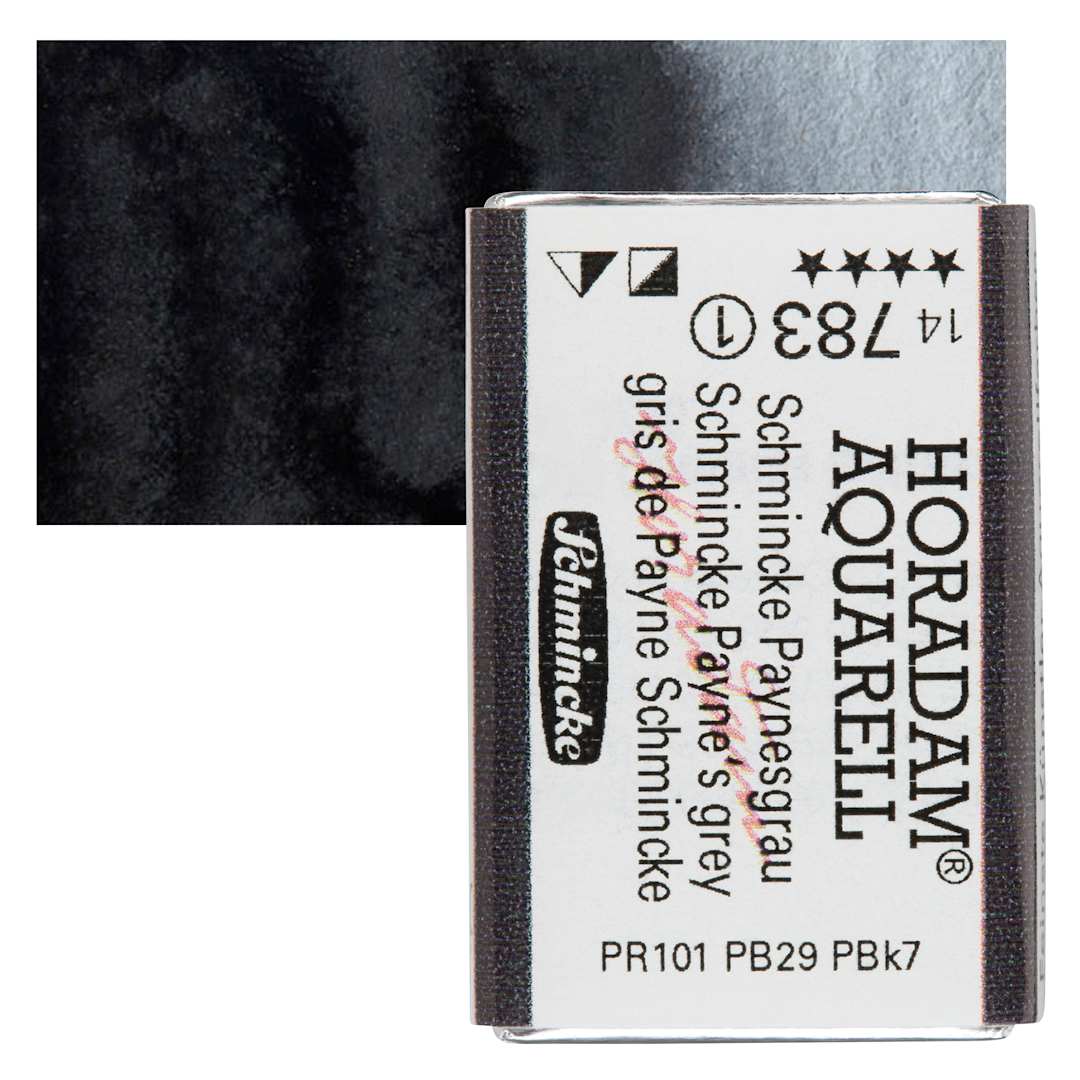 ★★★★
14 783 ①
HORADAM®
AQUARELL
Schmincke Paynesgrau
Schmincke Payne's grey
gris de Payne Schmincke
Schmincke
PR101 PB29 PBk7